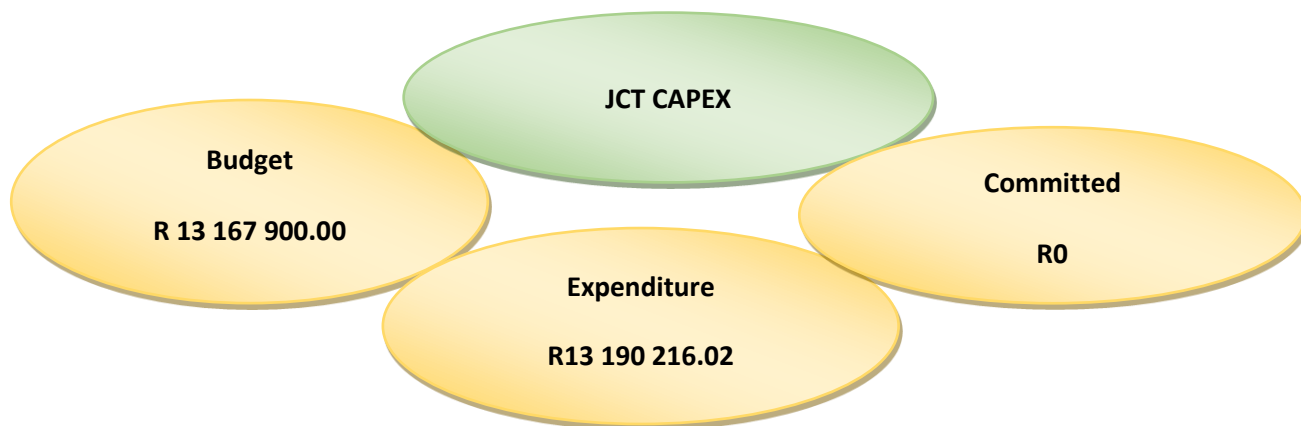 JCT CAPEX
Budget
R 13 167 900.00
Committed
R0
Expenditure
R13 190 216.02